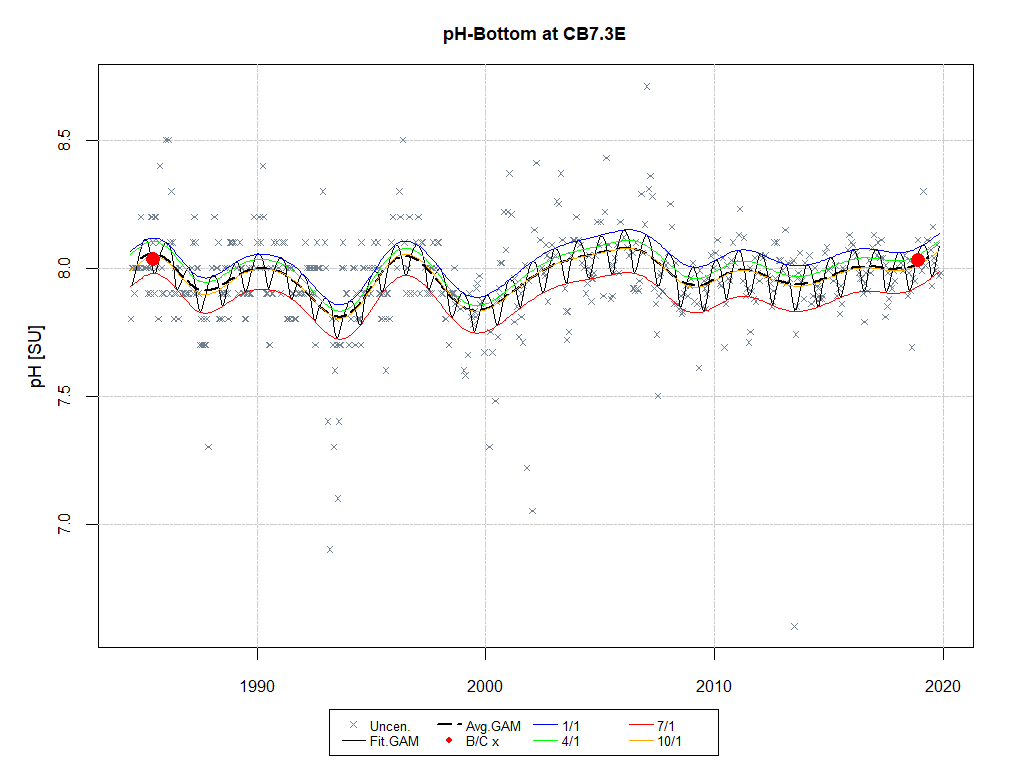 pH-Bottom at CB7.3E
8.5
8.0
7.5
7.0
pH [SU]
1990 2000 2010 2020
Uncen. Avg.GAM 1/1 7/1
Fit.GAM B/C x 4/1 10/1